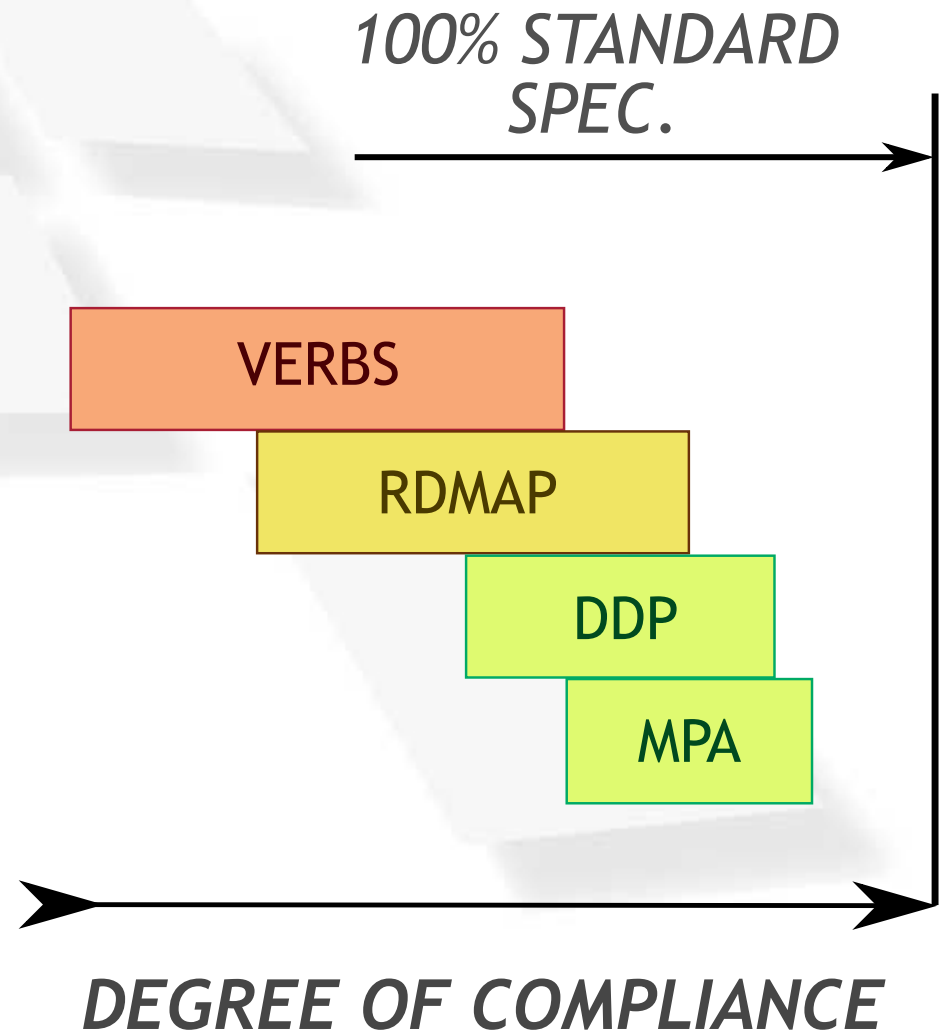 100% STANDARD
SPEC.
VERBS
RDMAP
DDP
MPA
DEGREE OF COMPLIANCE